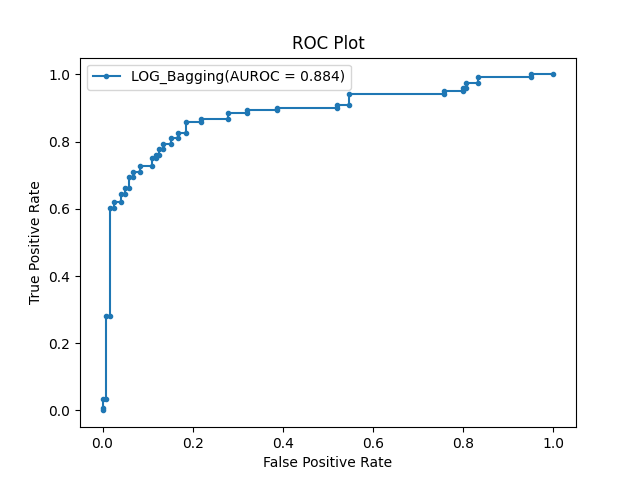 ROC Plot
LOG_Bagging(AUROC = 0.884)
1.0
0.8
0.6
0.4
0.2
0.0
True Positive Rate
0.0 0.2 0.4 0.6 0.8 1.0
False Positive Rate